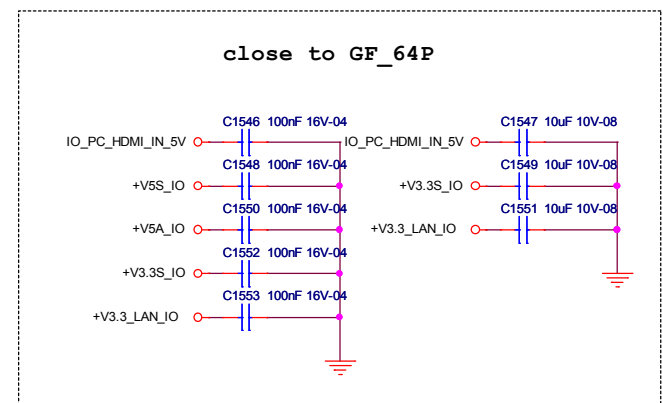 close to GF_64P
C1546 100nF 16V-04
IO_PC_HDMI_IN_5V
C1548 100nF 16V-04
+V5S_IO
C1550 100nF 16V-04
+V5A_IO
C1552 100nF 16V-04
+V3.3S_IO
C1553 100nF 16V-04
+V3.3_LAN_IO
C1547 10uF 10V-08
IO_PC_HDMI_IN_5V
C1549 10uF 10V-08
+V3.3S_IO
C1551 10uF 10V-08
+V3.3_LAN_IO